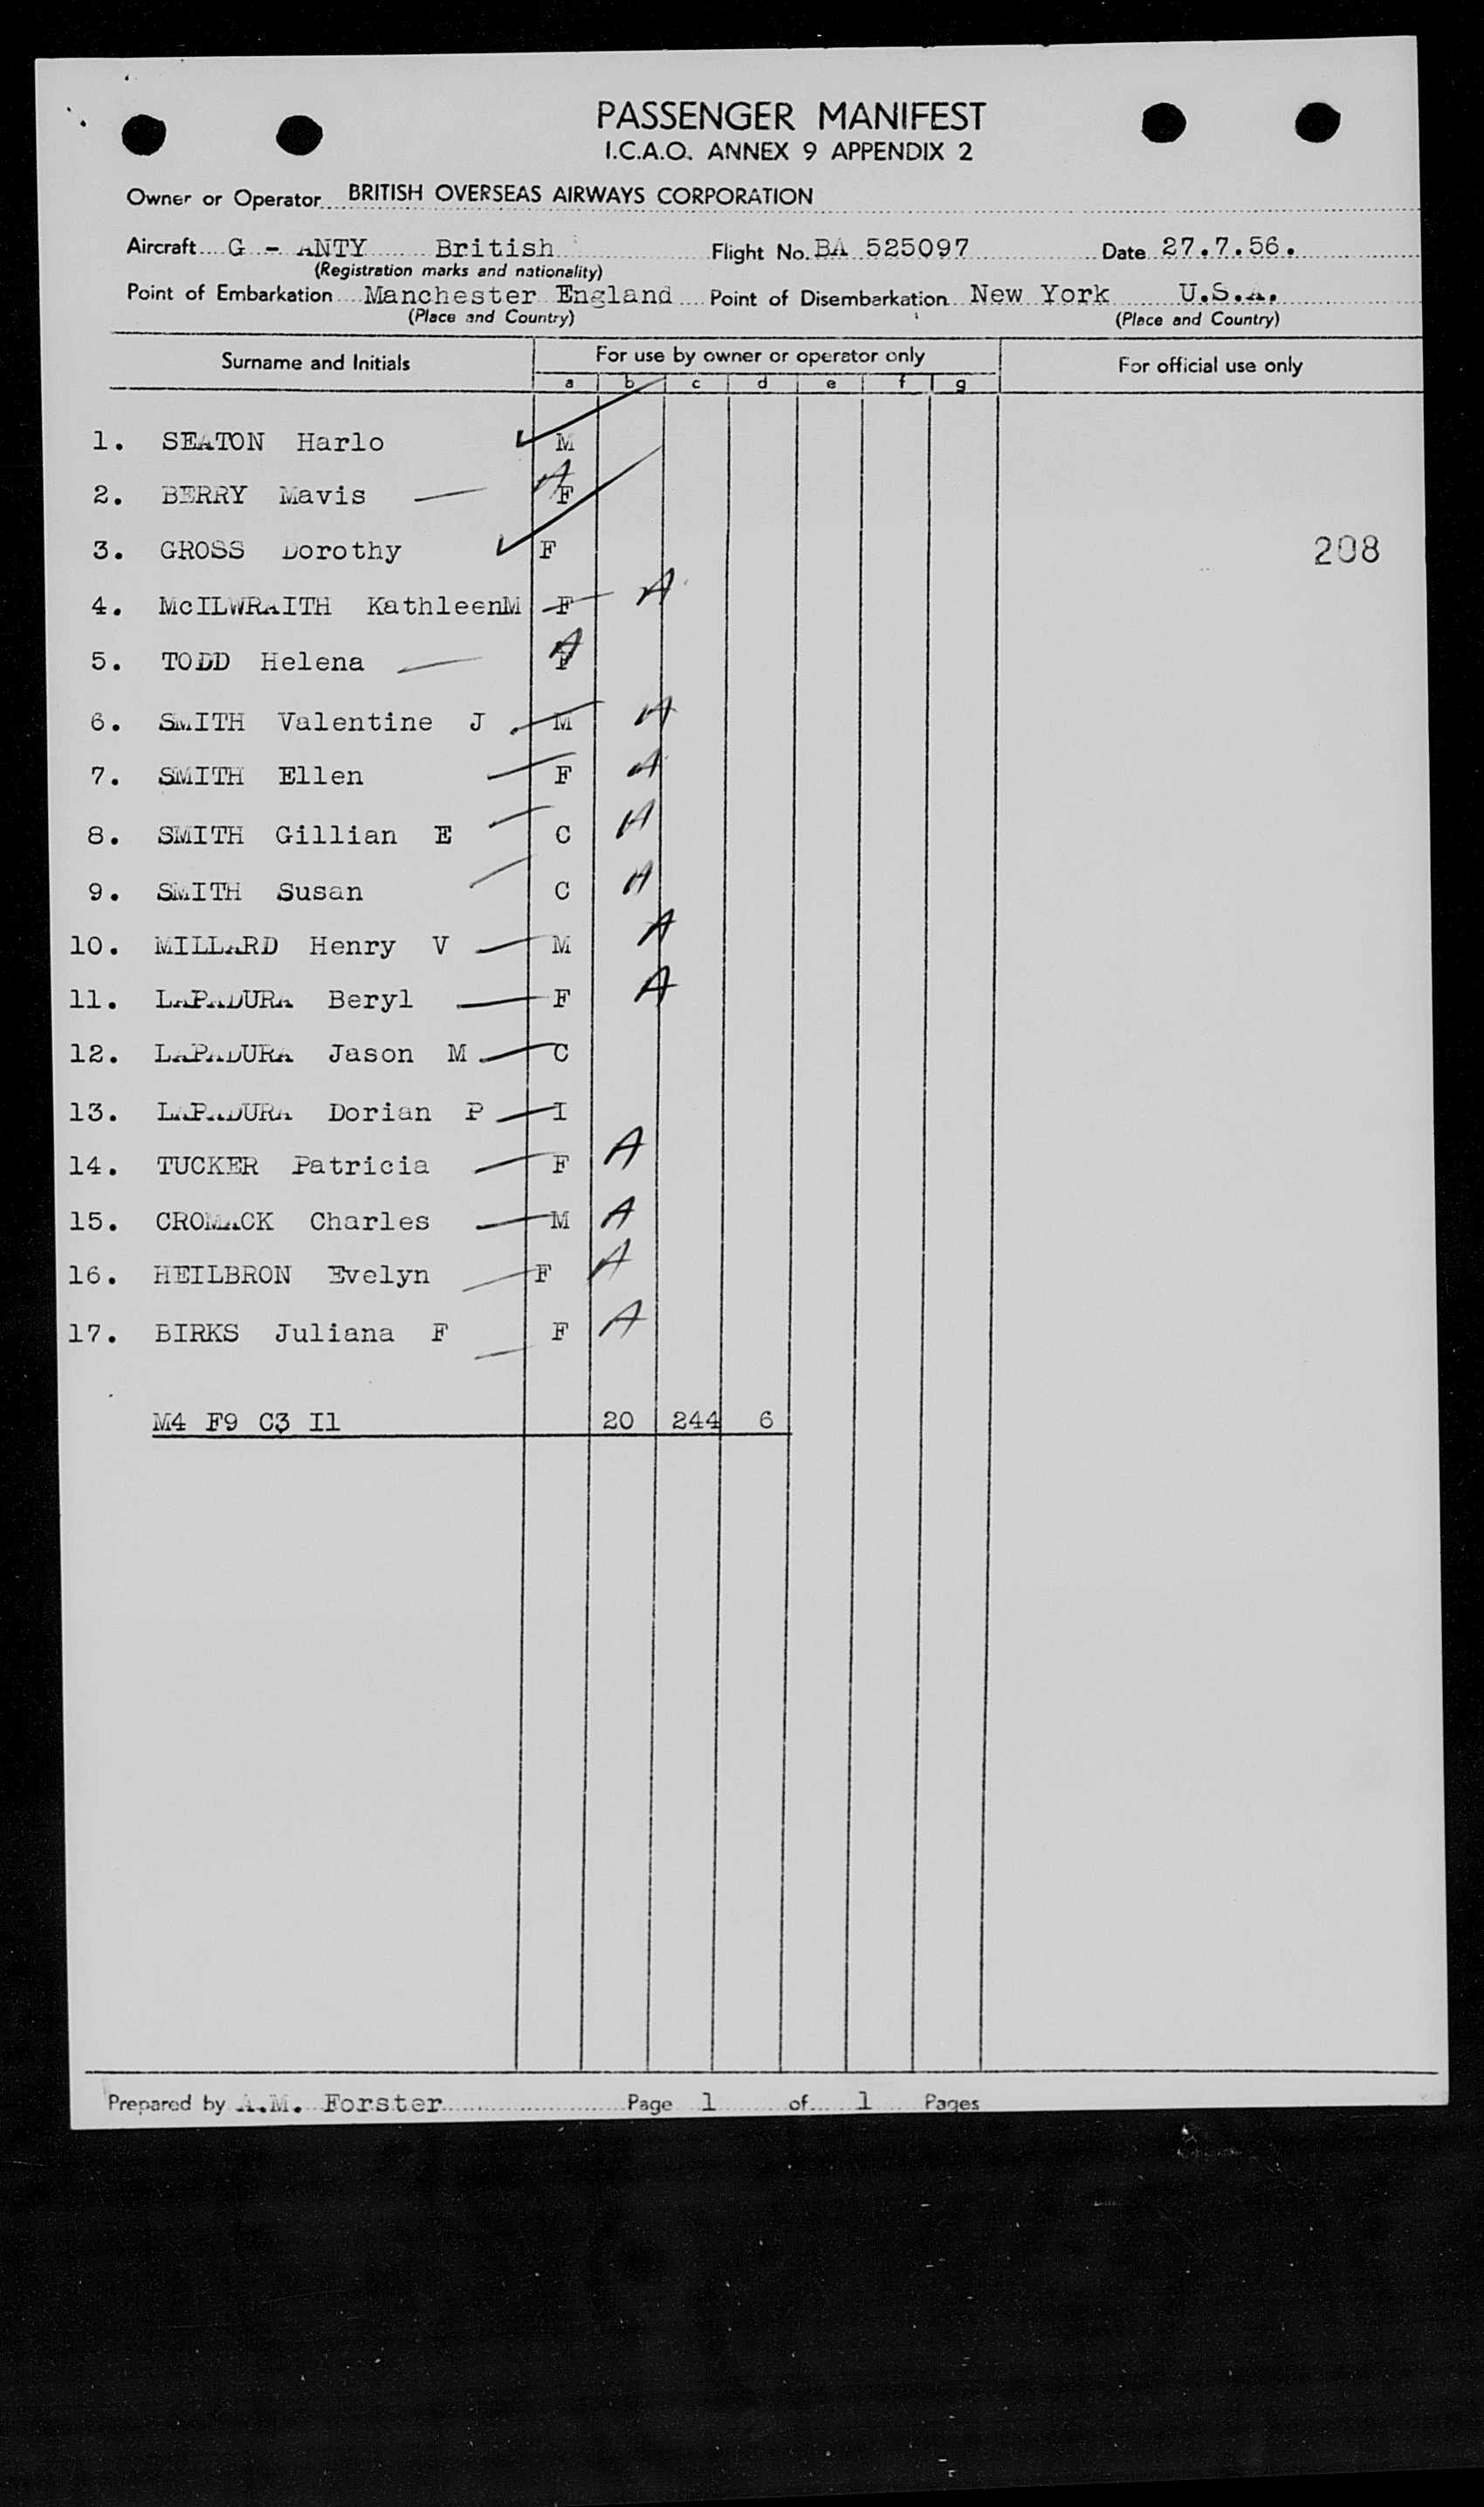 PASSENGER MANIFEST
I.C.A.O. ANNEX 9 APPENDIX 2
Owner or Operator BRITISH OVERSEAS AIRWAYS CORPORATION
Aircraft G - ANTY British Flight No. BA 525097 Date 27.7.56.
(Registration marks and nationality)
Point of Embarkation Manchester England Point of Disembarkation New York U.S.A.
(Place and Country) (Place and Country)
Surname and Initials For use by owner or operator only For official use only
a b c d e f g
1. SEATON Harlo M
2. BERRY Mavis F A
3. GROSS Dorothy F 208
4. McILWRAITH KathleenM F A
5. TODD Helena F A
6. SMITH Valentine J M A
7. SMITH Ellen F A
8. SMITH Gillian E C A
9. SMITH Susan C A
10. MILLARD Henry V M A
11. LAPADURA Beryl F A
12. LAPADURA Jason M C
13. LAPADURA Dorian P I
14. TUCKER Patricia F A
15. CROMACK Charles M A
16. HEILBRON Evelyn F A
17. BIRKS Juliana F F A
M4 F9 C3 I1 20 244 6
Prepared by A.M. Forster Page 1 of 1 Pages